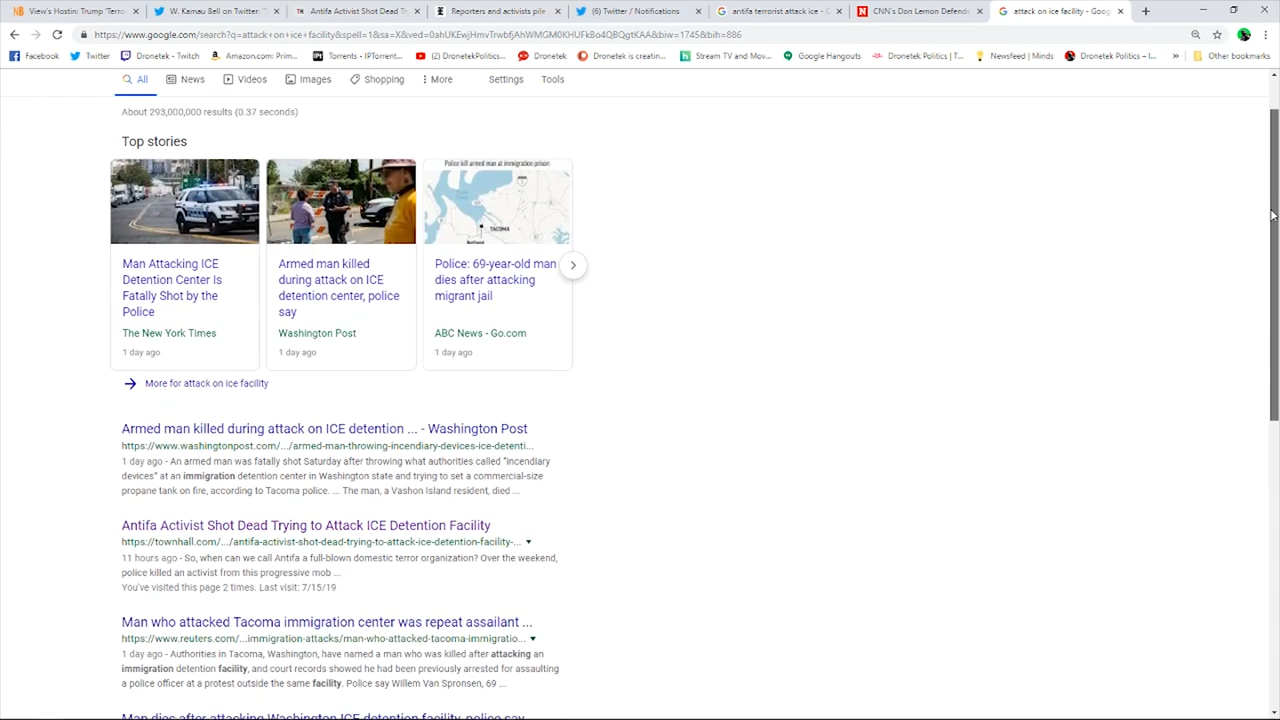 View's Hostin: Trump 'Terror
W. Kamau Bell on Twitter: "
Antifa Activist Shot Dead Try
Reporters and activists pile
(6) Twitter / Notifications
antifa terrorist attack ice - G
CNN's Don Lemon Defends
attack on ice facility - Goog
https://www.google.com/search?q=attack+on+ice+facility&spell=1&sa=X&ved=0ahUKEwjHmvTrwbfjAhWMGM0KHUFkBo4QBQgtKAA&biw=1745&bih=886
Facebook
Twitter
Dronetek - Twitch
Amazon.com: Prim...
Torrents - IPTorrent...
(2) DronetekPolitics...
Dronetek
Dronetek is creatin...
Stream TV and Mov...
Google Hangouts
Dronetek Politics | T...
Newsfeed | Minds
Dronetek Politics – I...
»
Other bookmarks
All
News
Videos
Images
Shopping
More
Settings
Tools
About 293,000,000 results (0.37 seconds)
Top stories
Police kill armed man at immigration prison
TACOMA
Man Attacking ICE
Detention Center Is
Fatally Shot by the
Police
The New York Times
1 day ago
Armed man killed
during attack on ICE
detention center, police
say
Washington Post
1 day ago
Police: 69-year-old man
dies after attacking
migrant jail
ABC News - Go.com
1 day ago
More for attack on ice facility
Armed man killed during attack on ICE detention ... - Washington Post
https://www.washingtonpost.com/.../armed-man-throwing-incendiary-devices-ice-detenti...
1 day ago - An armed man was fatally shot Saturday after throwing what authorities called "incendiary
devices" at an immigration detention center in Washington state and trying to set a commercial-size
propane tank on fire, according to Tacoma police. ... The man, a Vashon Island resident, died ...
Antifa Activist Shot Dead Trying to Attack ICE Detention Facility
https://townhall.com/.../antifa-activist-shot-dead-trying-to-attack-ice-detention-facility-...
11 hours ago - So, when can we call Antifa a full-blown domestic terror organization? Over the weekend,
police killed an activist from this progressive mob ...
You've visited this page 2 times. Last visit: 7/15/19
Man who attacked Tacoma immigration center was repeat assailant ...
https://www.reuters.com/...immigration-attacks/man-who-attacked-tacoma-immigratio...
1 day ago - Authorities in Tacoma, Washington, have named a man who was killed after attacking an
immigration detention facility, and court records showed he had been previously arrested for assaulting
a police officer at a protest outside the same facility. Police say Willem Van Spronsen, 69 ...
Man dies after attacking Washington ICE detention facility, police say